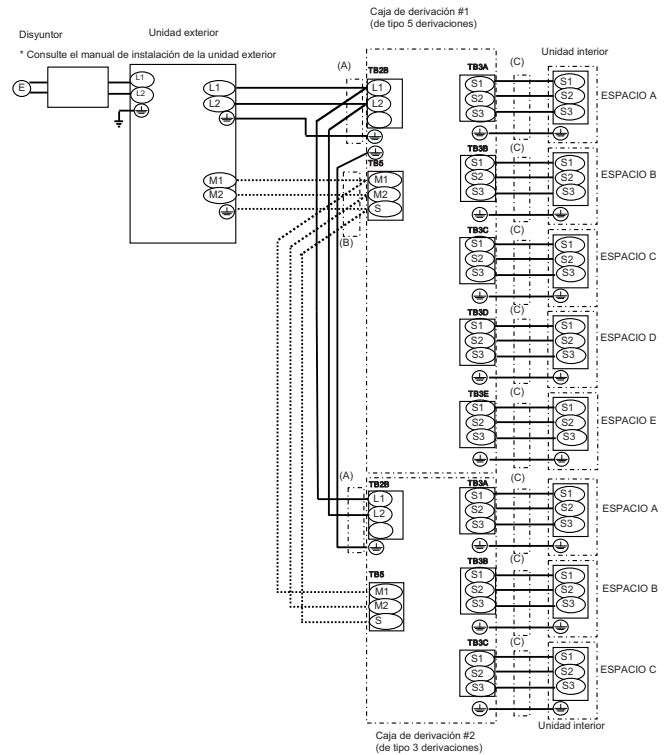 Caja de derivación #1
(de tipo 5 derivaciones)
Disyuntor
Unidad exterior
* Consulte el manual de instalación de la unidad exterior
Unidad interior
E
L1
L2
L1
L2
M1
M2
(A)
TB2B
L1
L2
TB5
M1
M2
S
(B)
TB3A
S1
S2
S3
(C)
S1
S2
S3
ESPACIO A
TB3B
S1
S2
S3
(C)
S1
S2
S3
ESPACIO B
TB3C
S1
S2
S3
(C)
S1
S2
S3
ESPACIO C
TB3D
S1
S2
S3
(C)
S1
S2
S3
ESPACIO D
TB3E
S1
S2
S3
(C)
S1
S2
S3
ESPACIO E
(A)
TB2B
L1
L2
TB5
M1
M2
S
TB3A
S1
S2
S3
(C)
S1
S2
S3
ESPACIO A
TB3B
S1
S2
S3
(C)
S1
S2
S3
ESPACIO B
TB3C
S1
S2
S3
(C)
S1
S2
S3
ESPACIO C
Unidad interior
Caja de derivación #2
(de tipo 3 derivaciones)